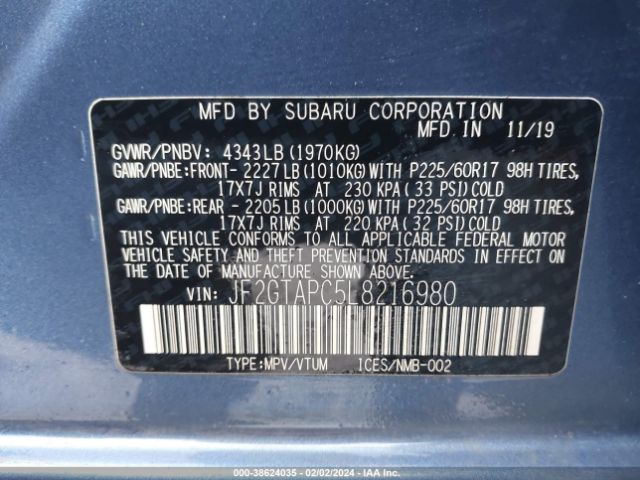 MFD BY SUBARU CORPORATION
MFD IN 11/19
GVWR/PNBV: 4343LB (1970KG)
GAWR/PNBE:FRONT- 2227LB (1010KG) WITH P225/60R17 98H TIRES,
17X7J RIMS AT 230 KPA (33 PSI) COLD
GAWR/PNBE:REAR - 2205LB (1000KG) WITH P225/60R17 98H TIRES,
17X7J RIMS AT 220 KPA (32 PSI) COLD
THIS VEHICLE CONFORMS TO ALL APPLICABLE FEDERAL MOTOR
VEHICLE SAFETY AND THEFT PREVENTION STANDARDS IN EFFECT ON
THE DATE OF MANUFACTURE SHOWN ABOVE.
VIN: JF2GTAPC5L8216980
TYPE:MPV/VTUM ICES/NMB-002
000-38624035 - 02/02/2024 - IAA Inc.